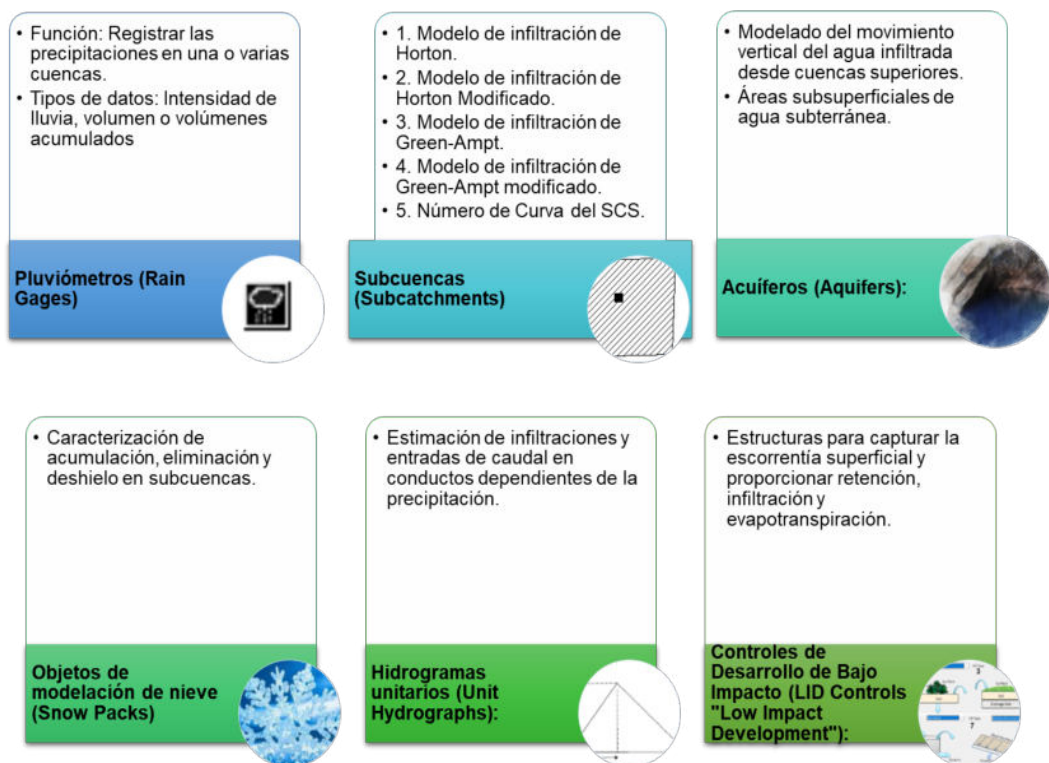 • Función: Registrar las
precipitaciones en una o varias
cuencas.
• Tipos de datos: Intensidad de
lluvia, volumen o volúmenes
acumulados
Pluviómetros (Rain
Gages)
• 1. Modelo de infiltración de
Horton.
• 2. Modelo de infiltración de
Horton Modificado.
• 3. Modelo de infiltración de
Green-Ampt.
• 4. Modelo de infiltración de
Green-Ampt modificado.
• 5. Número de Curva del SCS.
Subcuencas
(Subcatchments)
• Modelado del movimiento
vertical del agua infiltrada
desde cuencas superiores.
• Áreas subsuperficiales de
agua subterránea.
Acuíferos (Aquifers):
• Caracterización de
acumulación, eliminación y
deshielo en subcuencas.
Objetos de
modelación de nieve
(Snow Packs)
• Estimación de infiltraciones y
entradas de caudal en
conductos dependientes de la
precipitación.
Hidrogramas
unitarios (Unit
Hydrographs):
• Estructuras para capturar la
escorrentía superficial y
proporcionar retención,
infiltración y
evapotranspiración.
Controles de
Desarrollo de Bajo
Impacto (LID Controls
"Low Impact
Development"):
3
7